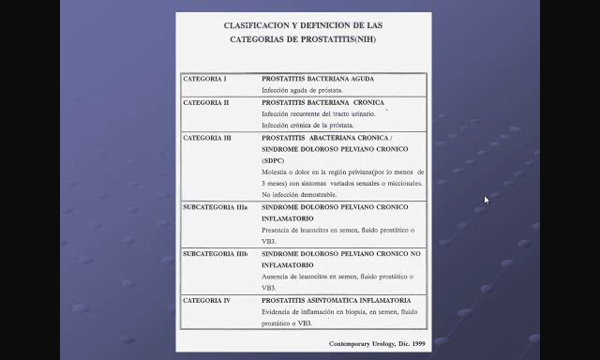 CLASIFICACION Y DEFINICION DE LAS
CATEGORIAS DE PROSTATITIS(NIH)
CATEGORIA I PROSTATITIS BACTERIANA AGUDA
Infección aguda de próstata.
CATEGORIA II PROSTATITIS BACTERIANA CRONICA
Infección recurrente del tracto urinario.
Infección crónica de la próstata.
CATEGORIA III PROSTATITIS ABACTERIANA CRONICA /
SINDROME DOLOROSO PELVIANO CRONICO
(SDPC)
Molestia o dolor en la región pelviana(por lo menos de
3 meses) con síntomas variados sexuales o miccionales.
No infección demostrable.
SUBCATEGORIA IIIa SINDROME DOLOROSO PELVIANO CRONICO
INFLAMATORIO
Presencia de leucocitos en semen, fluido prostático o
VB3.
SUBCATEGORIA IIIb SINDROME DOLOROSO PELVIANO CRONICO NO
INFLAMATORIO
Ausencia de leucocitos en semen, fluido prostático o
VB3.
CATEGORIA IV PROSTATITIS ASINTOMATICA INFLAMATORIA
Evidencia de inflamación en biopsia, en semen, fluido
prostático o VB3.
Contemporary Urology, Dic. 1999